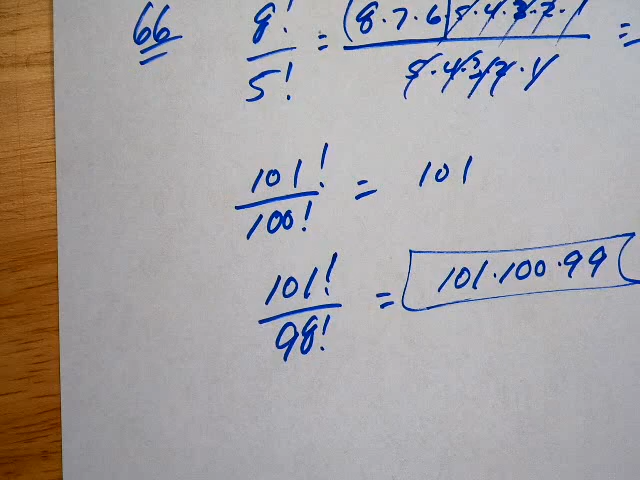 66 8! / 5! = (8·7·6) 5·4·3·2·1 / 5·4·3·2·1 =
101! / 100! = 101
101! / 98! = 101·100·99